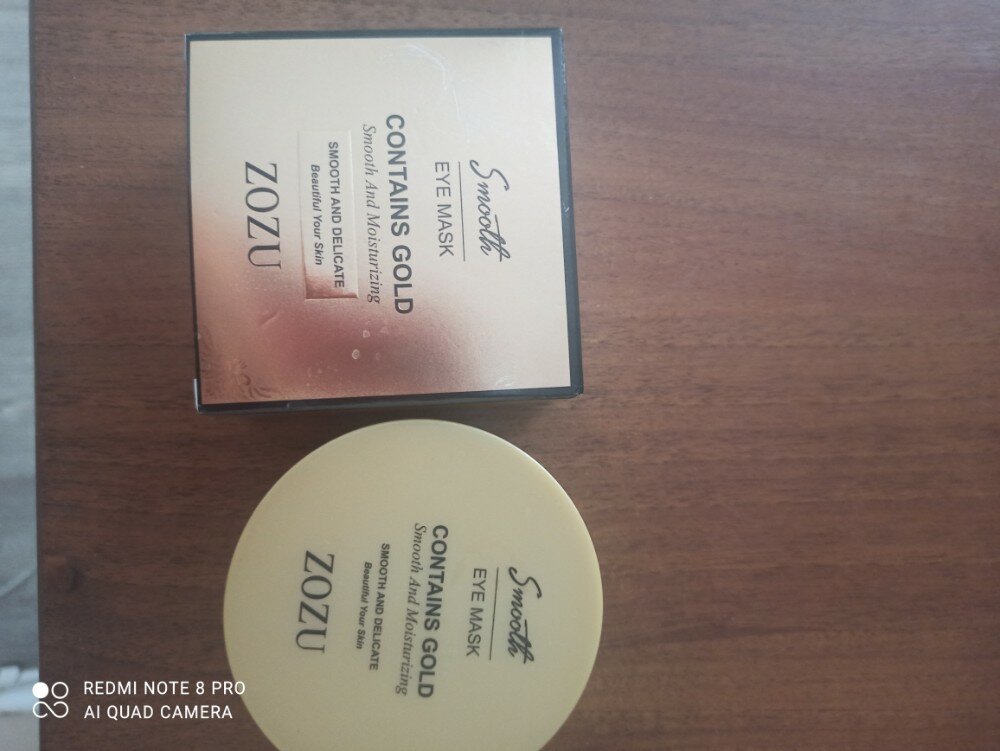 Smooth
EYE MASK
CONTAINS GOLD
Smooth And Moisturizing
SMOOTH AND DELICATE
Beautiful Your Skin
ZOZU
Smooth
EYE MASK
CONTAINS GOLD
Smooth And Moisturizing
SMOOTH AND DELICATE
Beautiful Your Skin
ZOZU
REDMI NOTE 8 PRO
AI QUAD CAMERA